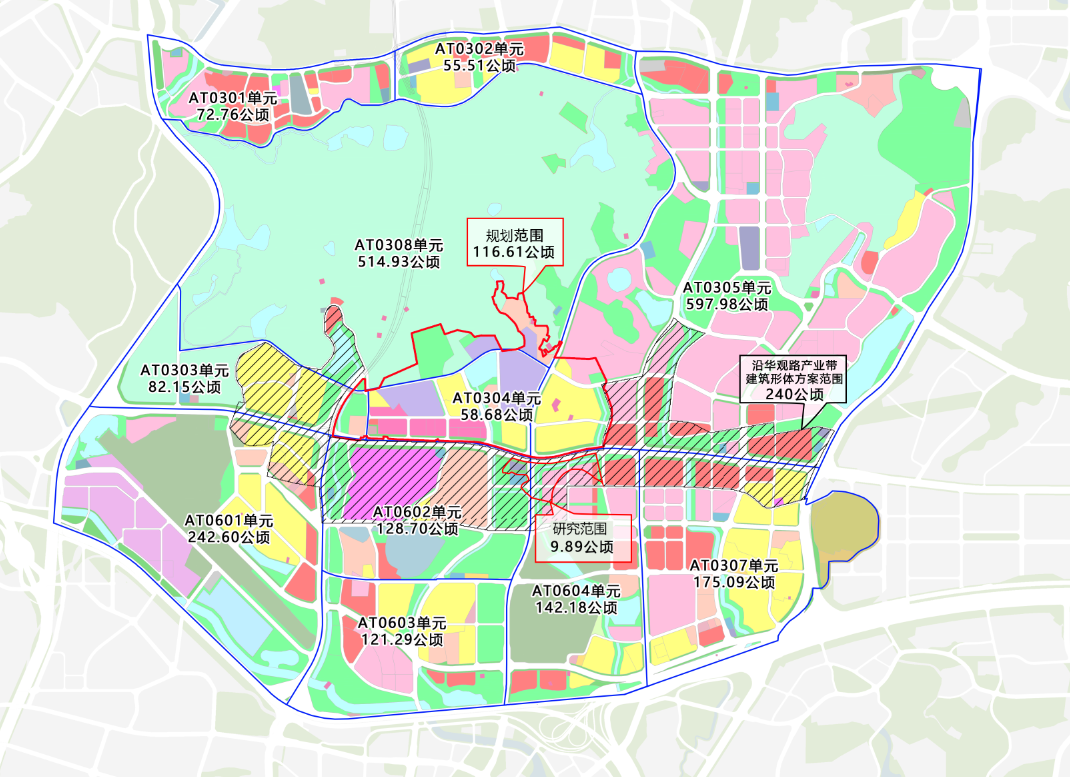 AT0302单元
55.51公顷
AT0301单元
72.76公顷
AT0308单元
514.93公顷
规划范围
116.61公顷
AT0305单元
597.98公顷
AT0303单元
82.15公顷
沿华观路产业带
建筑形体方案范围
240公顷
AT0304单元
58.68公顷
AT0602单元
128.70公顷
AT0601单元
242.60公顷
研究范围
9.89公顷
AT0307单元
175.09公顷
AT0604单元
142.18公顷
AT0603单元
121.29公顷